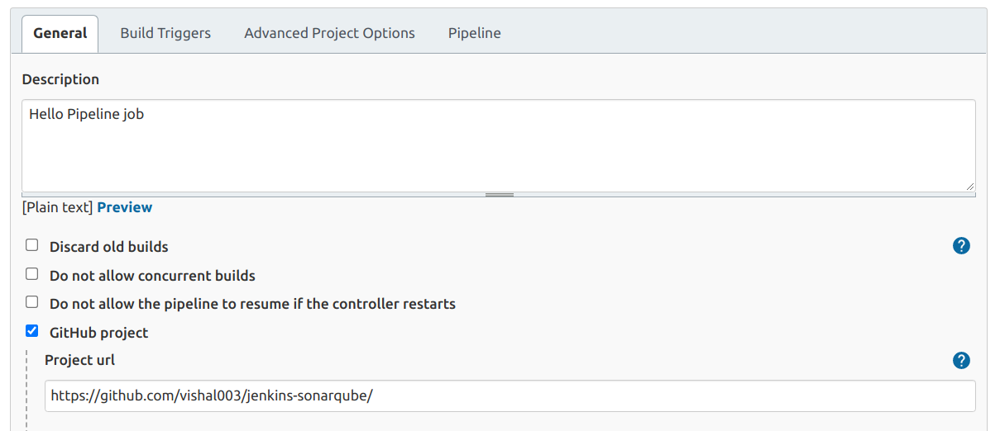 General Build Triggers Advanced Project Options Pipeline
Description
Hello Pipeline job
[Plain text] Preview
Discard old builds ?
Do not allow concurrent builds
Do not allow the pipeline to resume if the controller restarts
GitHub project
Project url ?
https://github.com/vishal003/jenkins-sonarqube/